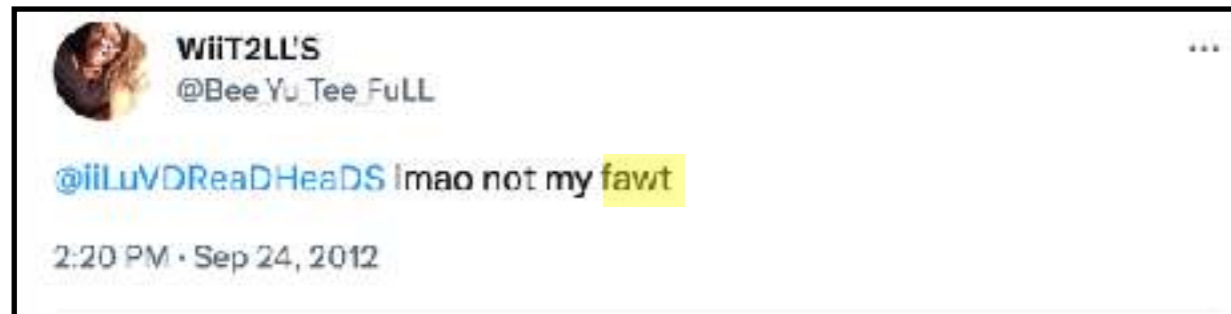 WiiT2LL'S
@Bee_Yu_Tee_FuLL
@iiLuVDReaDHeaDS lmao not my fawt
2:20 PM · Sep 24, 2012